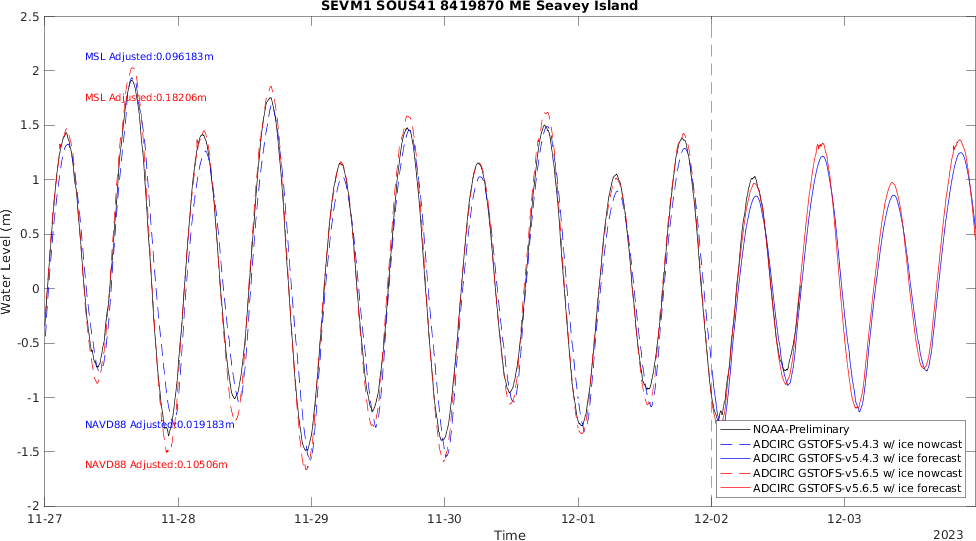 SEVM1 SOUS41 8419870 ME Seavey Island
Water Level (m)
2.5
2
1.5
1
0.5
0
-0.5
-1
-1.5
-2
MSL Adjusted:0.096183m
MSL Adjusted:0.18206m
NAVD88 Adjusted:0.019183m
NAVD88 Adjusted:0.10506m
NOAA-Preliminary
ADCIRC GSTOFS-v5.4.3 w/ ice nowcast
ADCIRC GSTOFS-v5.4.3 w/ ice forecast
ADCIRC GSTOFS-v5.6.5 w/ ice nowcast
ADCIRC GSTOFS-v5.6.5 w/ ice forecast
11-27 11-28 11-29 11-30 12-01 12-02 12-03
Time
2023